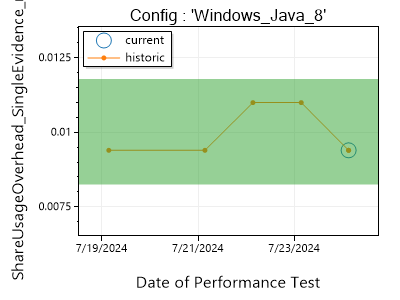 Config : 'Windows_Java_8'
ShareUsageOverhead_SingleEvidence_
current
historic
0.0125
0.01
0.0075
7/19/2024
7/21/2024
7/23/2024
Date of Performance Test